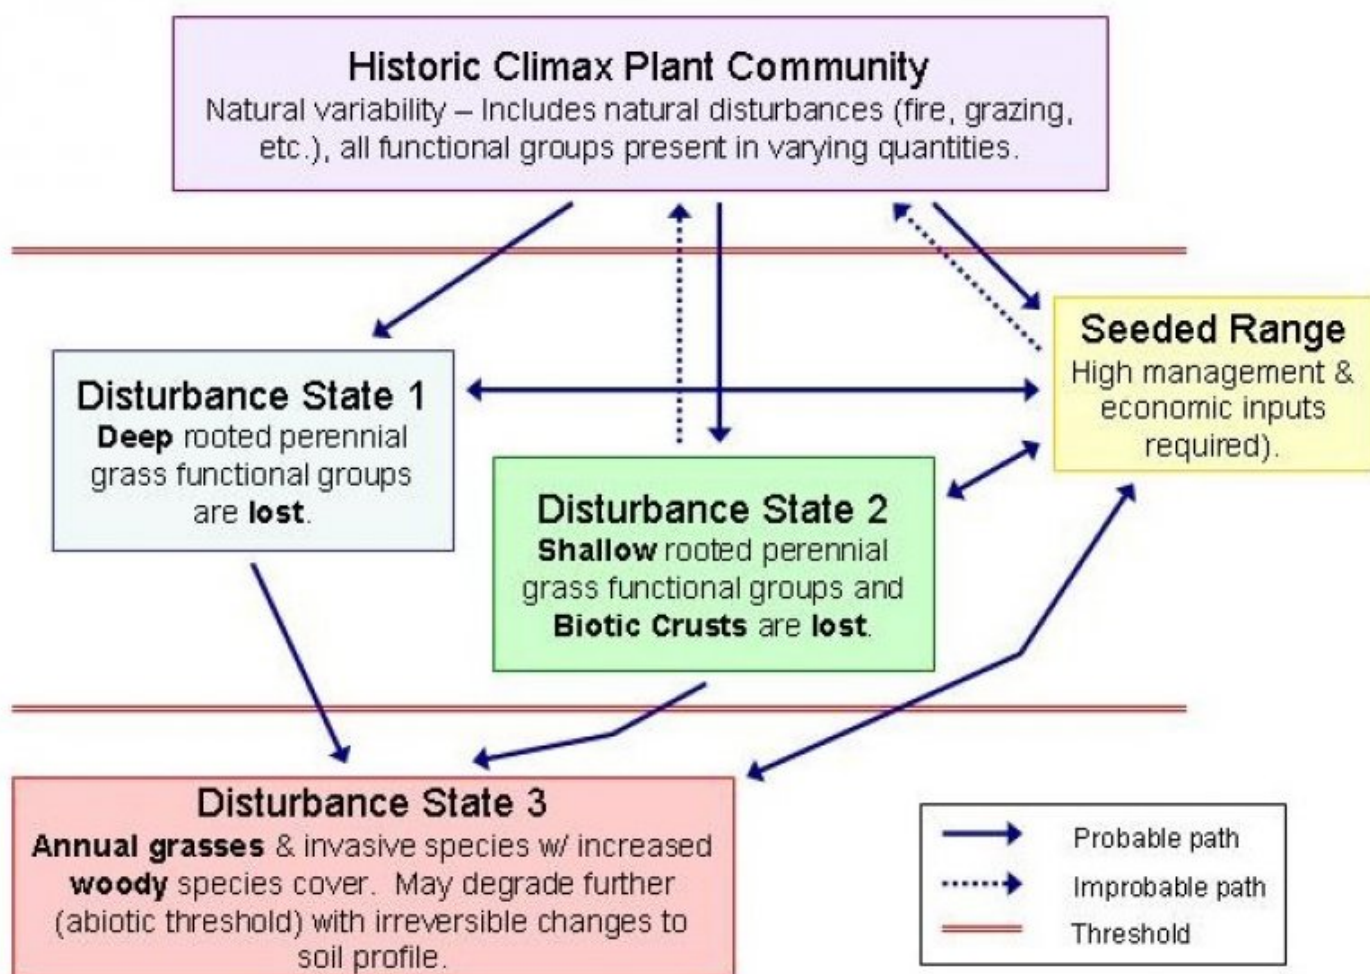 Historic Climax Plant Community
Natural variability – Includes natural disturbances (fire, grazing,
etc.), all functional groups present in varying quantities.
Seeded Range
High management &
economic inputs
required).
Disturbance State 1
Deep rooted perennial
grass functional groups
are lost.
Disturbance State 2
Shallow rooted perennial
grass functional groups and
Biotic Crusts are lost.
Disturbance State 3
Annual grasses & invasive species w/ increased
woody species cover. May degrade further
(abiotic threshold) with irreversible changes to
soil profile.
Probable path
Improbable path
Threshold